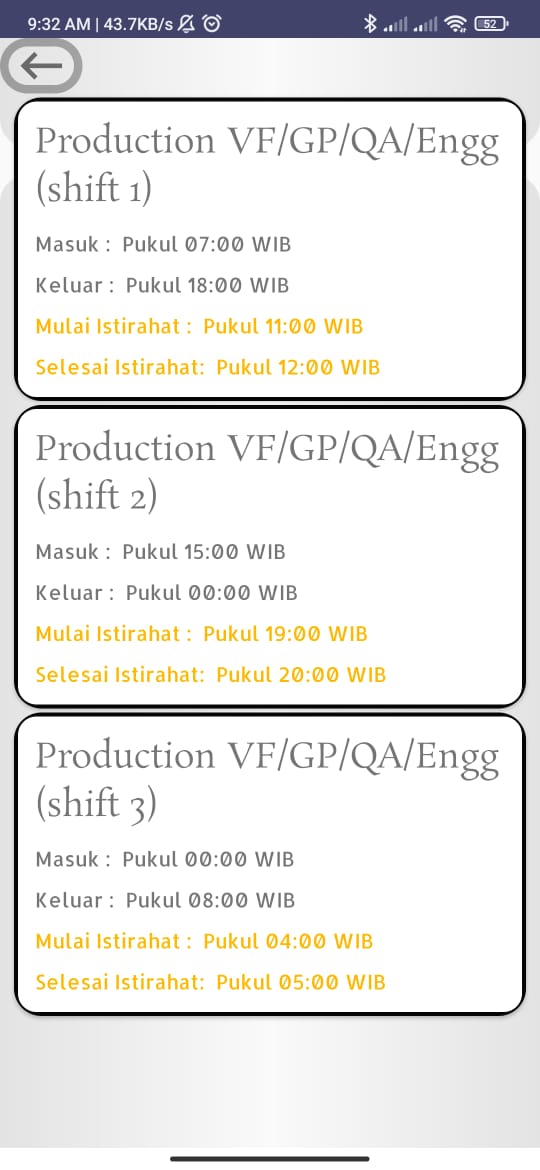 9:32 AM | 43.7KB/s
52
Production VF/GP/QA/Engg
(shift 1)
Masuk : Pukul 07:00 WIB
Keluar : Pukul 18:00 WIB
Mulai Istirahat : Pukul 11:00 WIB
Selesai Istirahat: Pukul 12:00 WIB
Production VF/GP/QA/Engg
(shift 2)
Masuk : Pukul 15:00 WIB
Keluar : Pukul 00:00 WIB
Mulai Istirahat : Pukul 19:00 WIB
Selesai Istirahat: Pukul 20:00 WIB
Production VF/GP/QA/Engg
(shift 3)
Masuk : Pukul 00:00 WIB
Keluar : Pukul 08:00 WIB
Mulai Istirahat : Pukul 04:00 WIB
Selesai Istirahat: Pukul 05:00 WIB